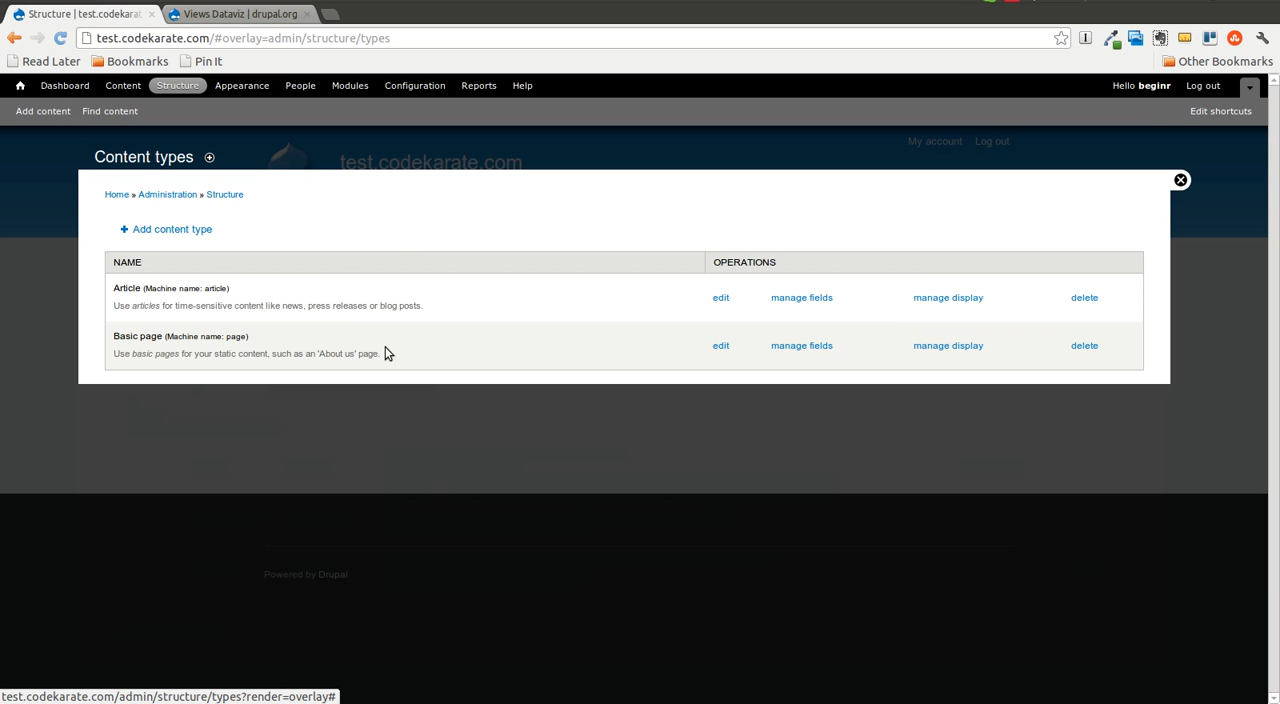 Structure | test.codekarat
Views Dataviz | drupal.org
test.codekarate.com/#overlay=admin/structure/types
Read Later
Bookmarks
Pin It
Other Bookmarks
Dashboard
Content
Structure
Appearance
People
Modules
Configuration
Reports
Help
Hello beginr
Log out
Add content
Find content
Edit shortcuts
My account
Log out
Content types
test.codekarate.com
Home » Administration » Structure
Add content type
NAME
OPERATIONS
Article (Machine name: article)
Use articles for time-sensitive content like news, press releases or blog posts.
edit
manage fields
manage display
delete
Basic page (Machine name: page)
Use basic pages for your static content, such as an 'About us' page.
edit
manage fields
manage display
delete
Powered by Drupal
test.codekarate.com/admin/structure/types?render=overlay#